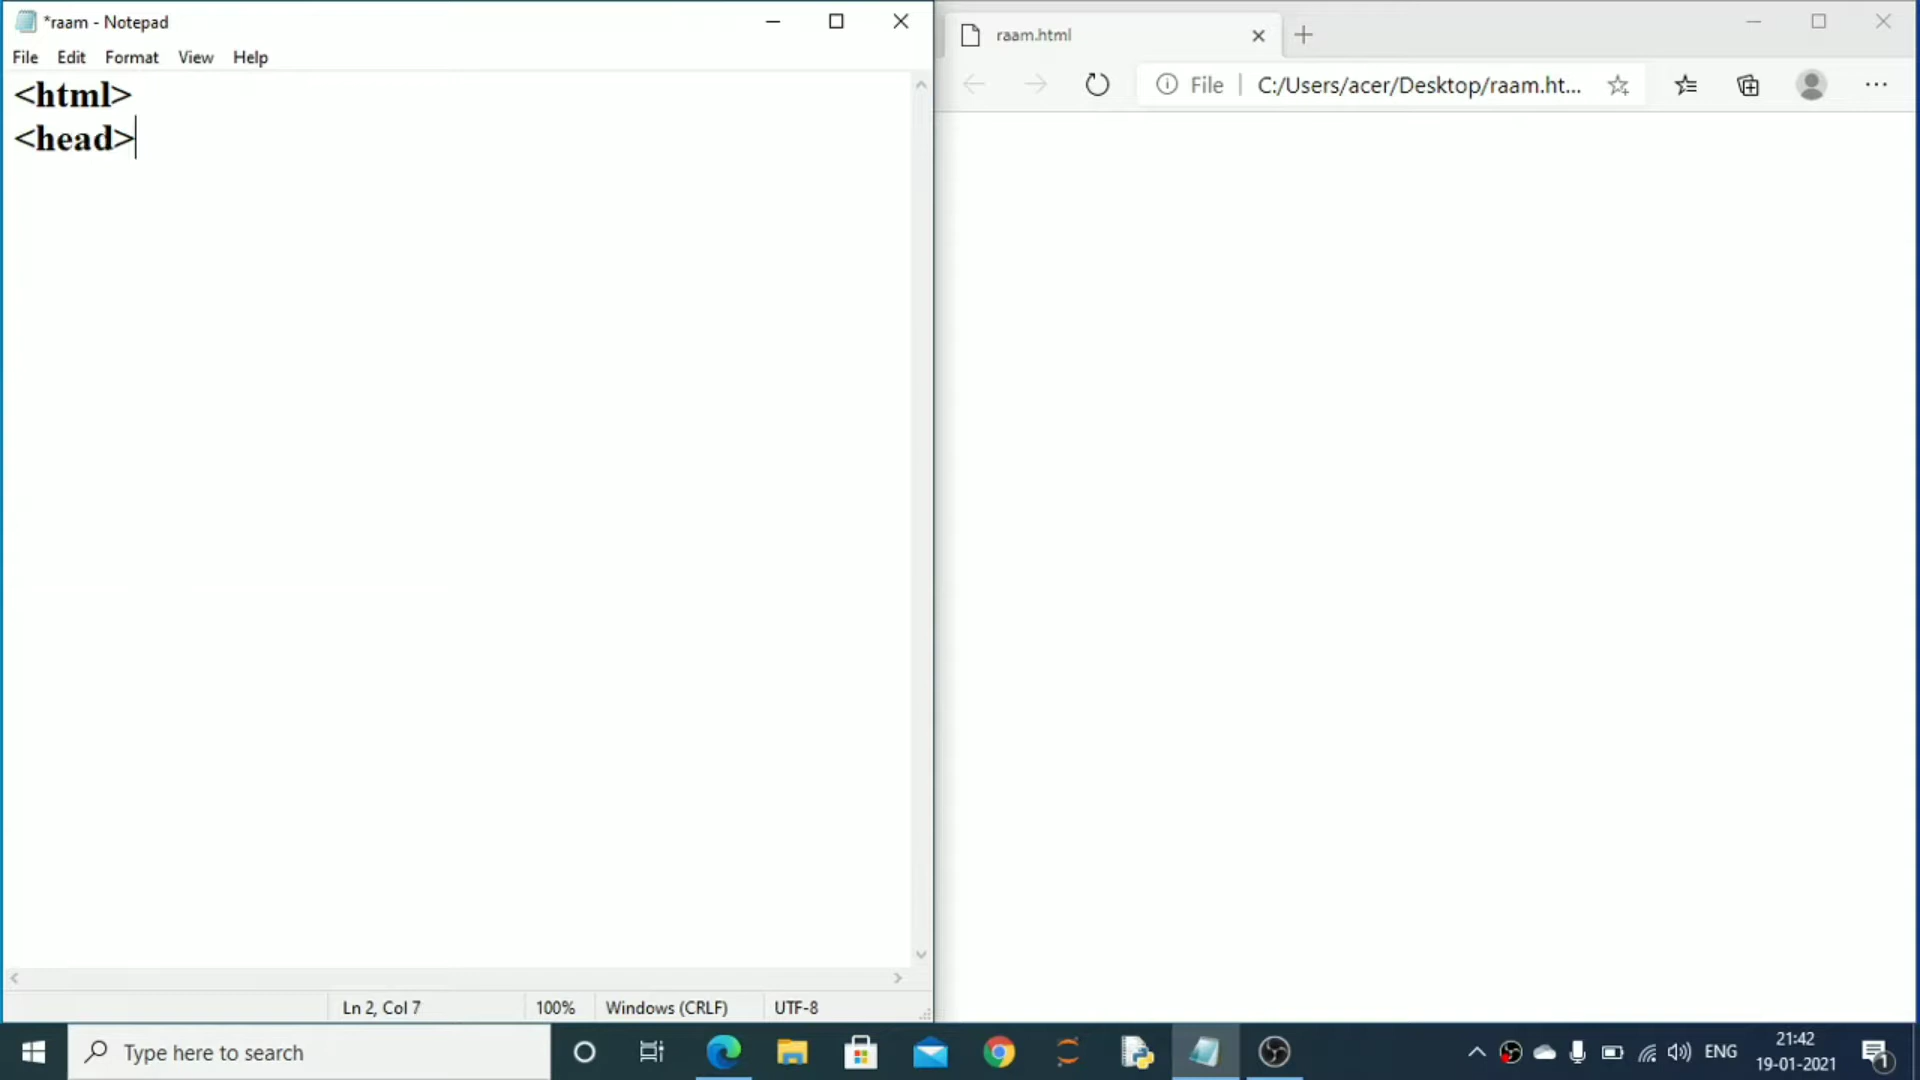 *raam - Notepad
File Edit Format View Help
<html>
<head>
Ln 2, Col 7 100% Windows (CRLF) UTF-8
raam.html
File C:/Users/acer/Desktop/raam.ht...
Type here to search
ENG
21:42
19-01-2021
1